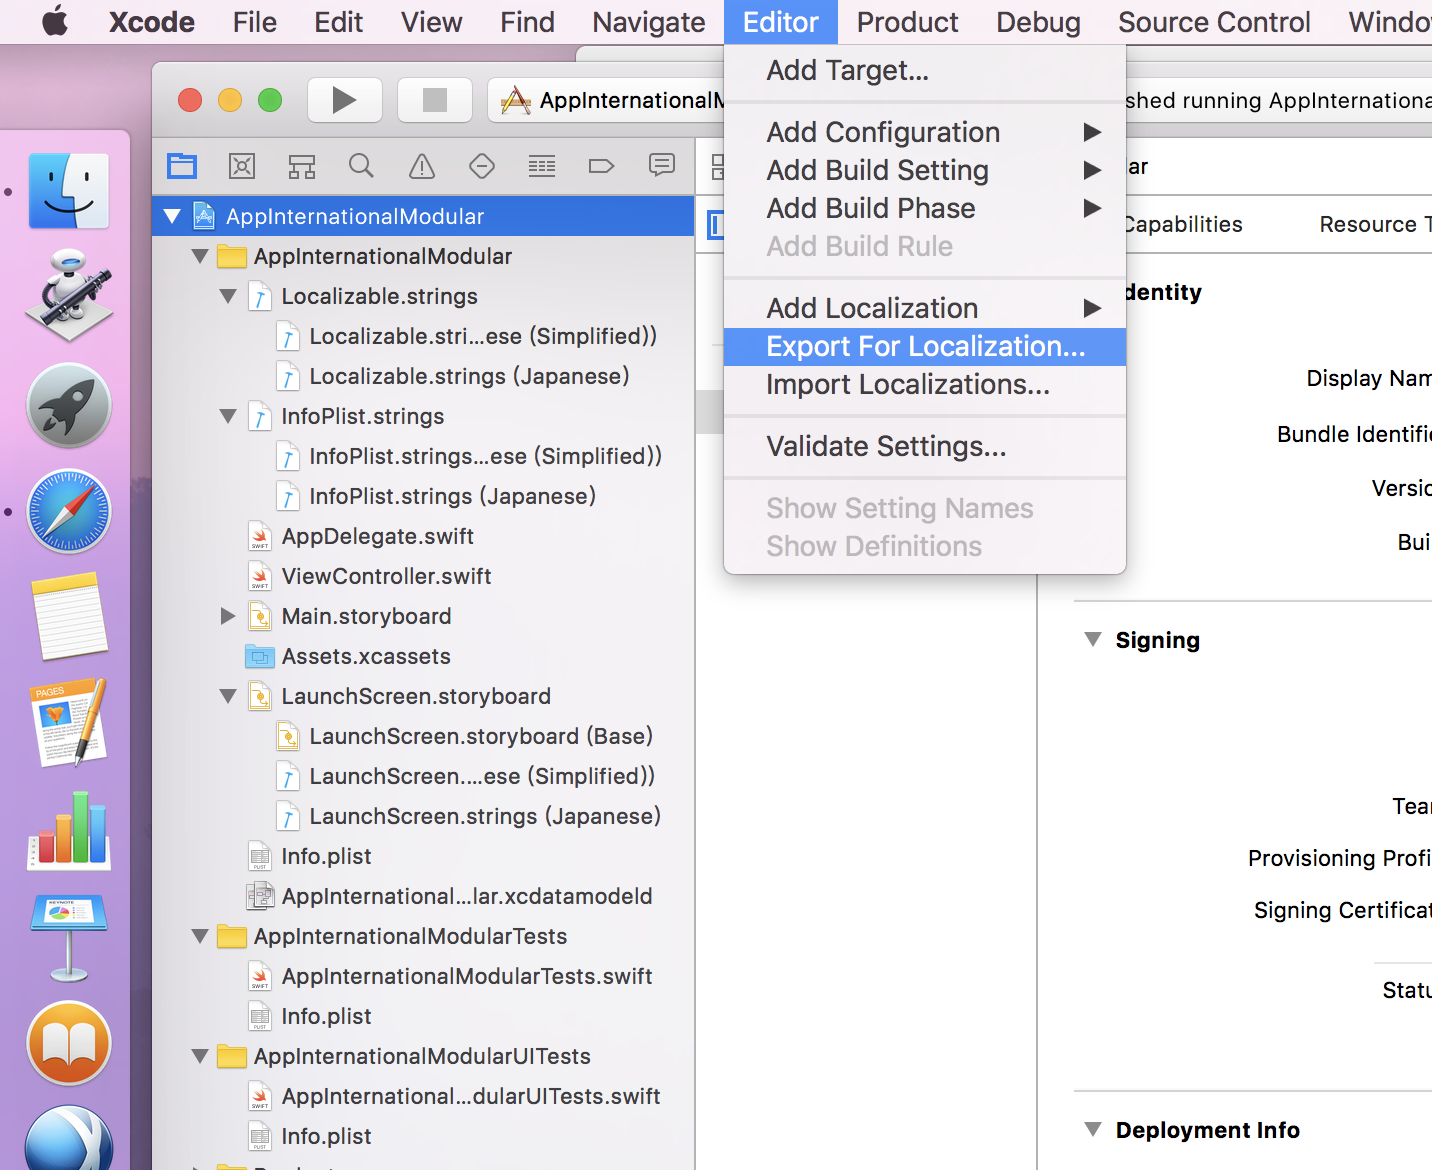 Xcode File Edit View Find Navigate Editor Product Debug Source Control Windo
Add Target...
AppInternationalM
shed running AppInternationa
Add Configuration
Add Build Setting
ar
Add Build Phase
AppInternationalModular
Capabilities
Resource T
Add Build Rule
AppInternationalModular
dentity
Localizable.strings
Add Localization
Localizable.stri...ese (Simplified))
Export For Localization...
Localizable.strings (Japanese)
Import Localizations...
Display Nam
InfoPlist.strings
Bundle Identifie
Validate Settings...
InfoPlist.strings...ese (Simplified))
Versio
InfoPlist.strings (Japanese)
Show Setting Names
AppDelegate.swift
Show Definitions
Bui
ViewController.swift
Main.storyboard
Signing
Assets.xcassets
PAGES
LaunchScreen.storyboard
LaunchScreen.storyboard (Base)
LaunchScreen....ese (Simplified))
Tear
LaunchScreen.strings (Japanese)
Info.plist
Provisioning Profi
AppInternational...lar.xcdatamodeld
Signing Certificat
KEYNOTE
AppInternationalModularTests
AppInternationalModularTests.swift
Statu
Info.plist
AppInternationalModularUITests
AppInternational...dularUITests.swift
Info.plist
Deployment Info